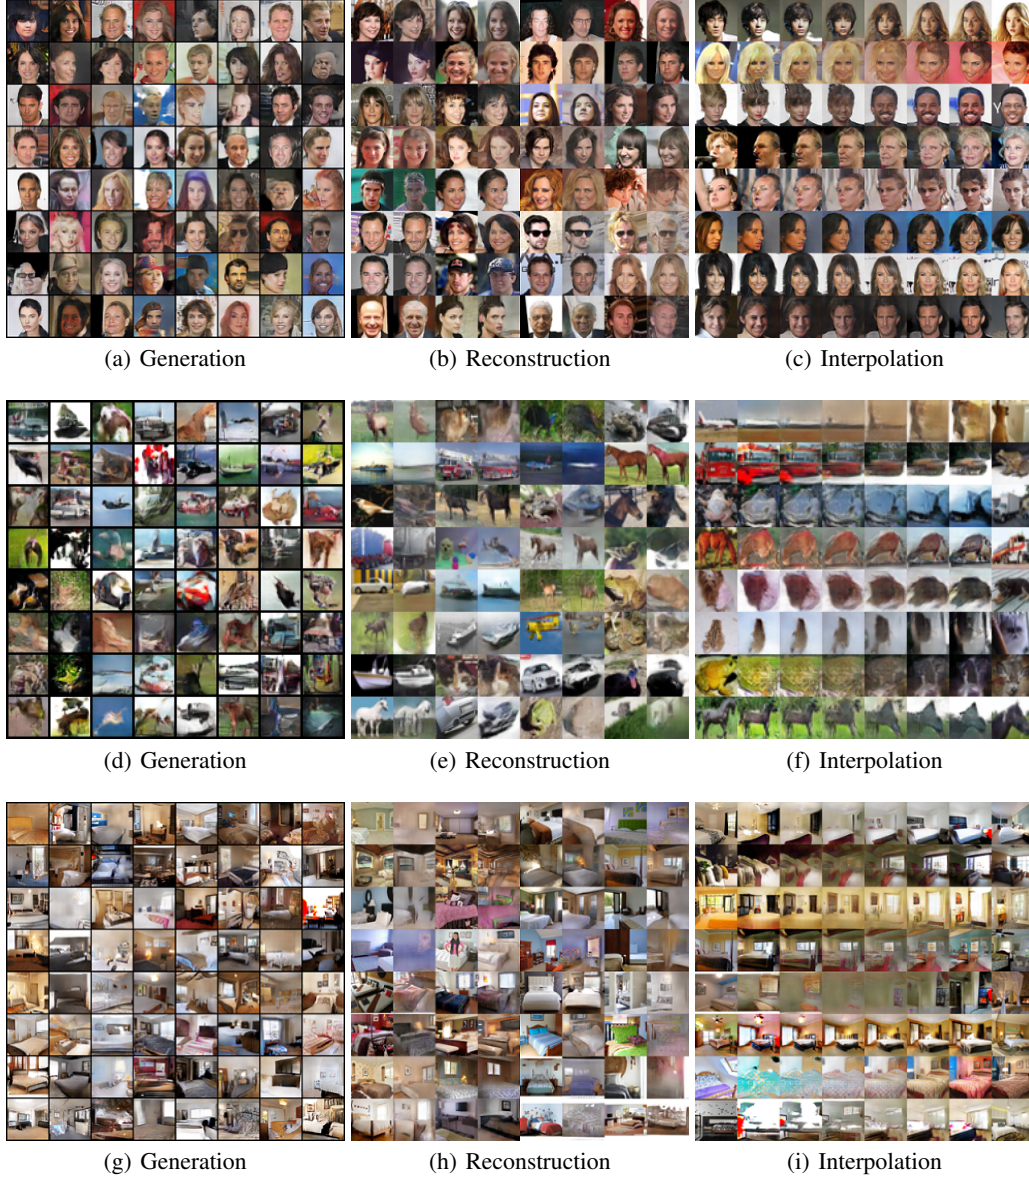 (a) Generation
(b) Reconstruction
(c) Interpolation
(d) Generation
(e) Reconstruction
(f) Interpolation
(g) Generation
(h) Reconstruction
(i) Interpolation